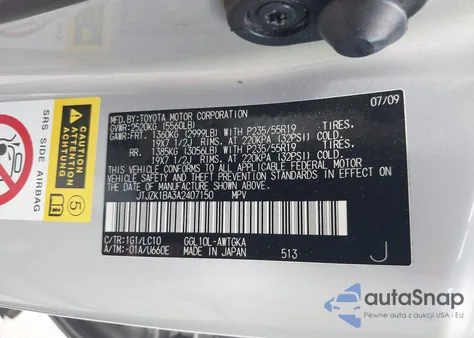 SRS SIDE AIRBAG
5
07/09
MFD.BY:TOYOTA MOTOR CORPORATION
GVWR:2520KG (5560LB)
GAWR:FRT. 1360KG (2999LB) WITH P235/55R19 TIRES.
19X7 1/2J RIMS, AT 220KPA (32PSI) COLD.
RR. 1385KG (3056LB) WITH P235/55R19 TIRES.
19X7 1/2J RIMS, AT 220KPA (32PSI) COLD.
THIS VEHICLE CONFORMS TO ALL APPLICABLE FEDERAL MOTOR
VEHICLE SAFETY AND THEFT PREVENTION STANDARDS IN EFFECT
ON THE DATE OF MANUFACTURE SHOWN ABOVE.
JTJZK1BA3A2407150 MPV
C/TR:1G1/LC10 GGL10L-AWTGKA
A/TM:-01A/U660E MADE IN JAPAN 513 J
autoSnap
Pewne auta z aukcji USA i EU